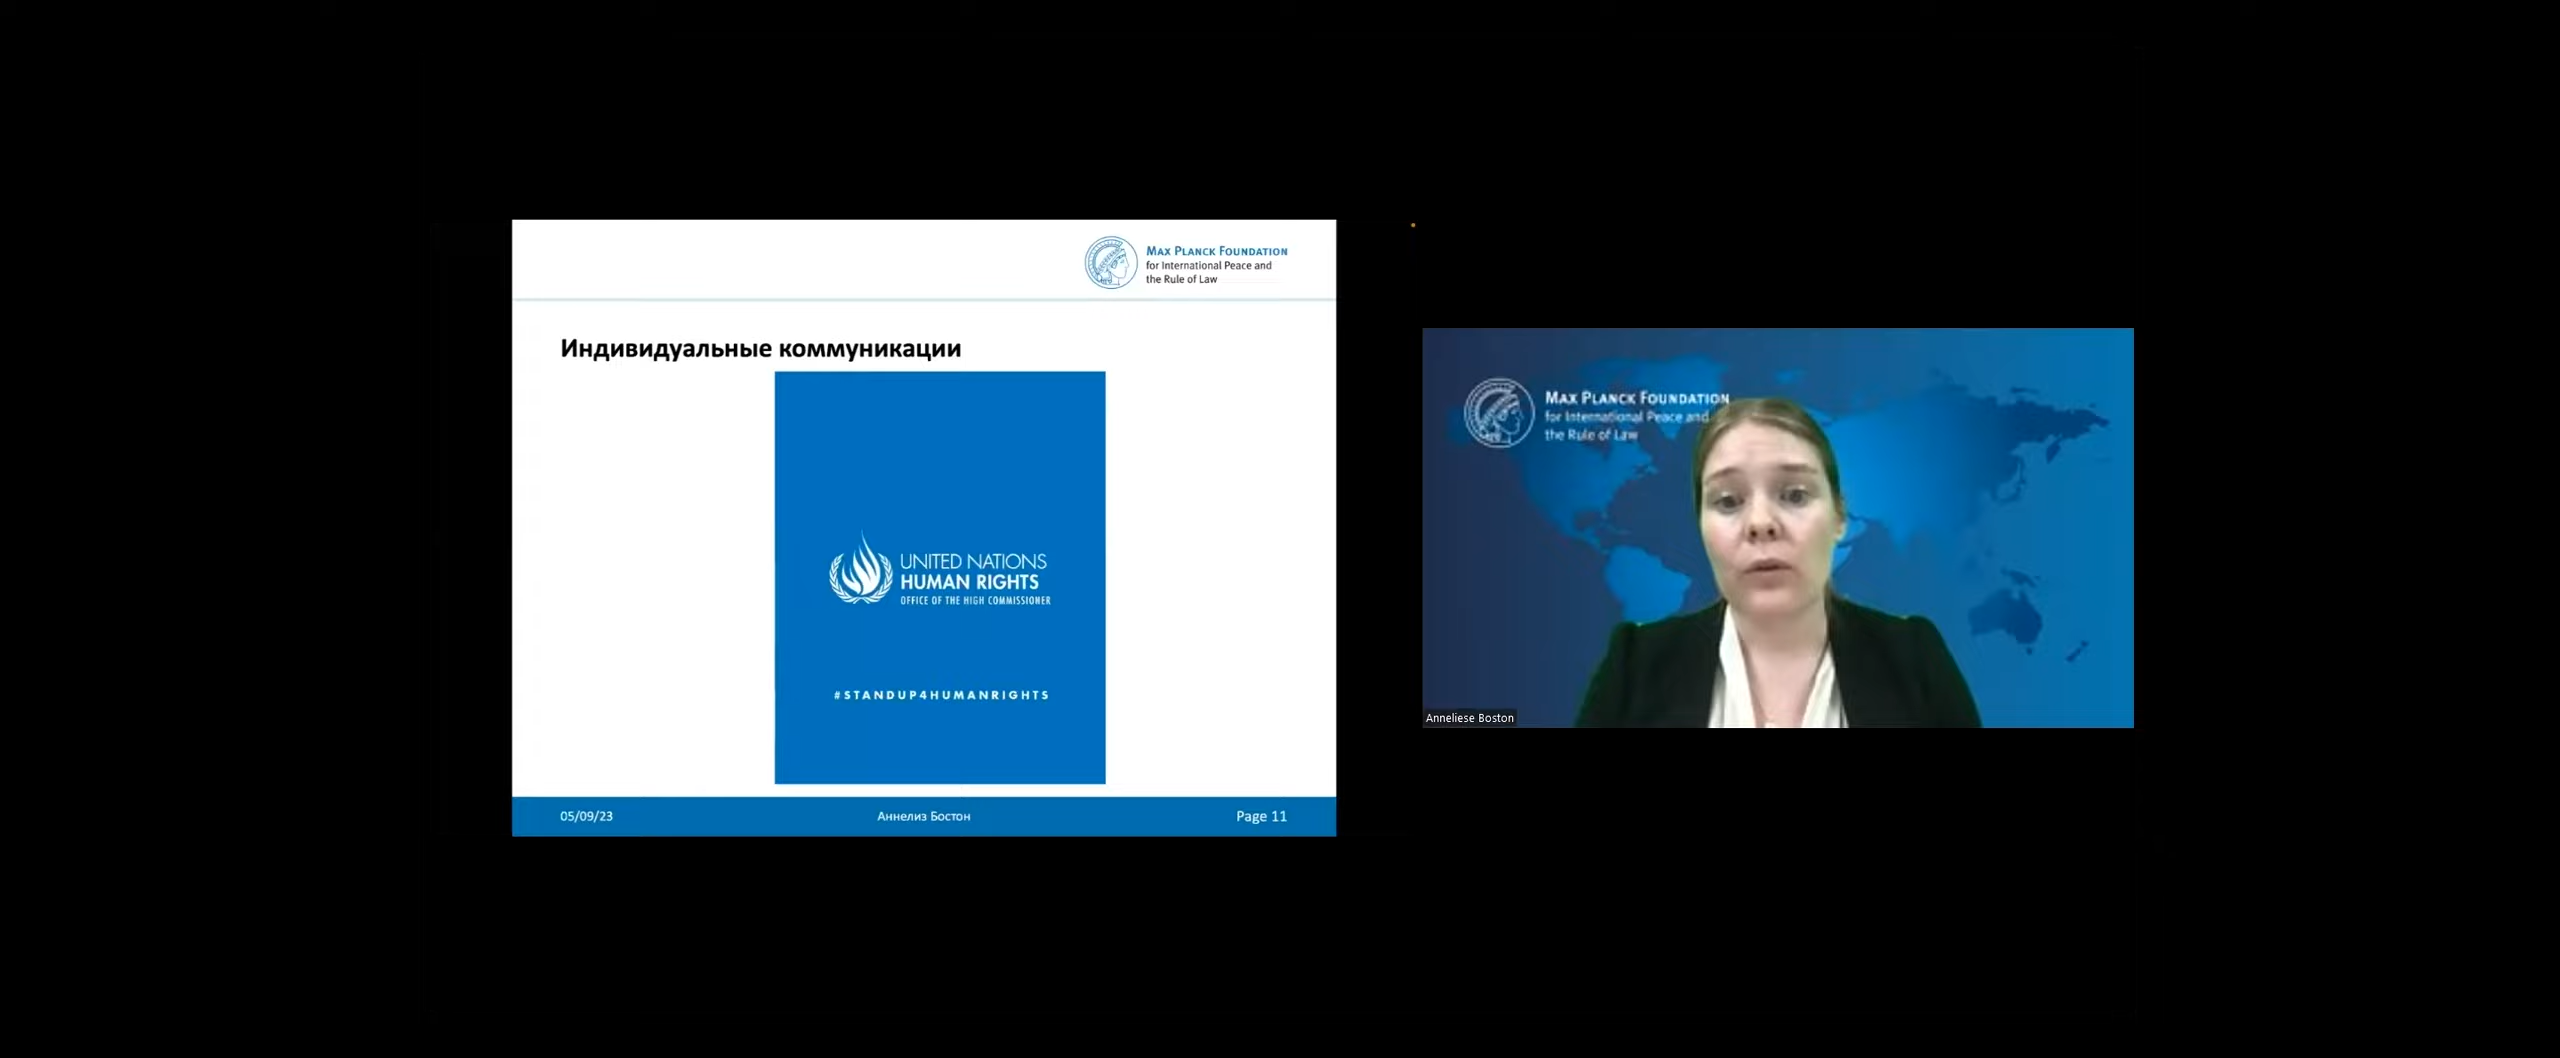 MAX PLANCK FOUNDATION
for International Peace and
the Rule of Law
Индивидуальные коммуникации
UNITED NATIONS
HUMAN RIGHTS
OFFICE OF THE HIGH COMMISSIONER
#STANDUP4HUMANRIGHTS
05/09/23
Аннелиз Бостон
Page 11
MAX PLANCK FOUNDATION
for International Peace and
the Rule of Law
Anneliese Boston